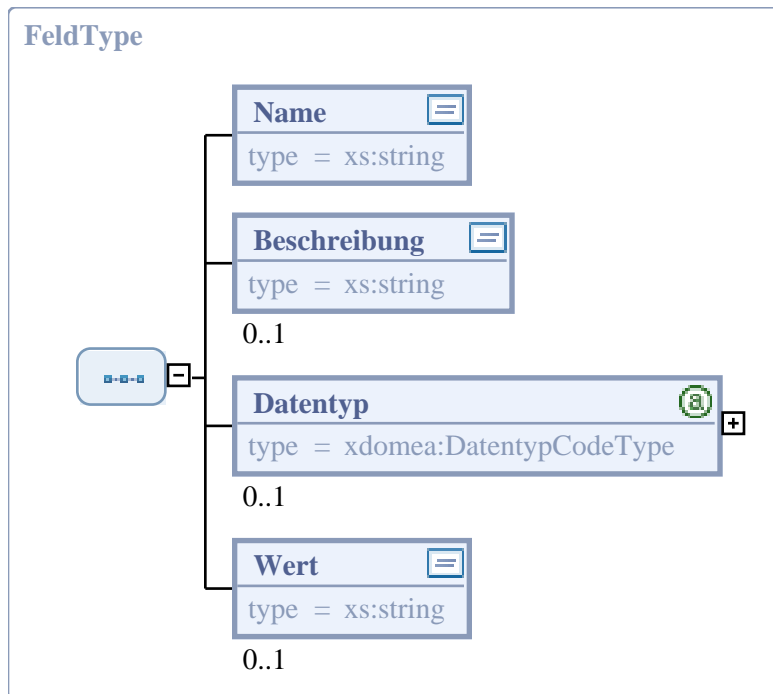 FeldType
Name
type = xs:string
Beschreibung
type = xs:string
0..1
Datentyp
a
type = xdomea:DatentypCodeType
0..1
Wert
type = xs:string
0..1